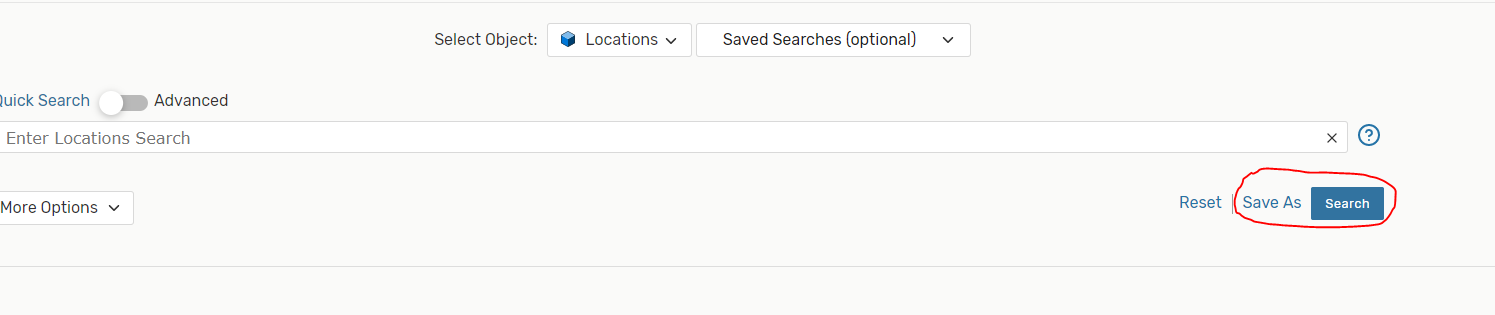 Select Object: Locations Saved Searches (optional)
Quick Search Advanced
Enter Locations Search
More Options Reset Save As Search